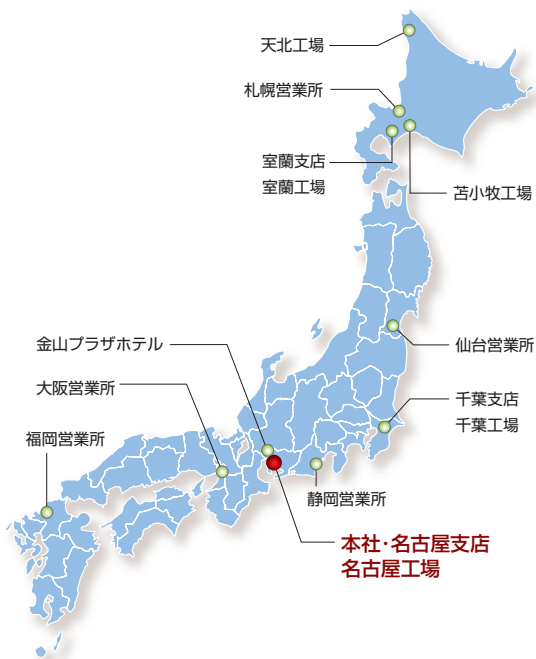 天北工場
札幌営業所
室蘭支店
室蘭工場
苫小牧工場
仙台営業所
金山プラザホテル
大阪営業所
千葉支店
千葉工場
福岡営業所
静岡営業所
本社・名古屋支店
名古屋工場